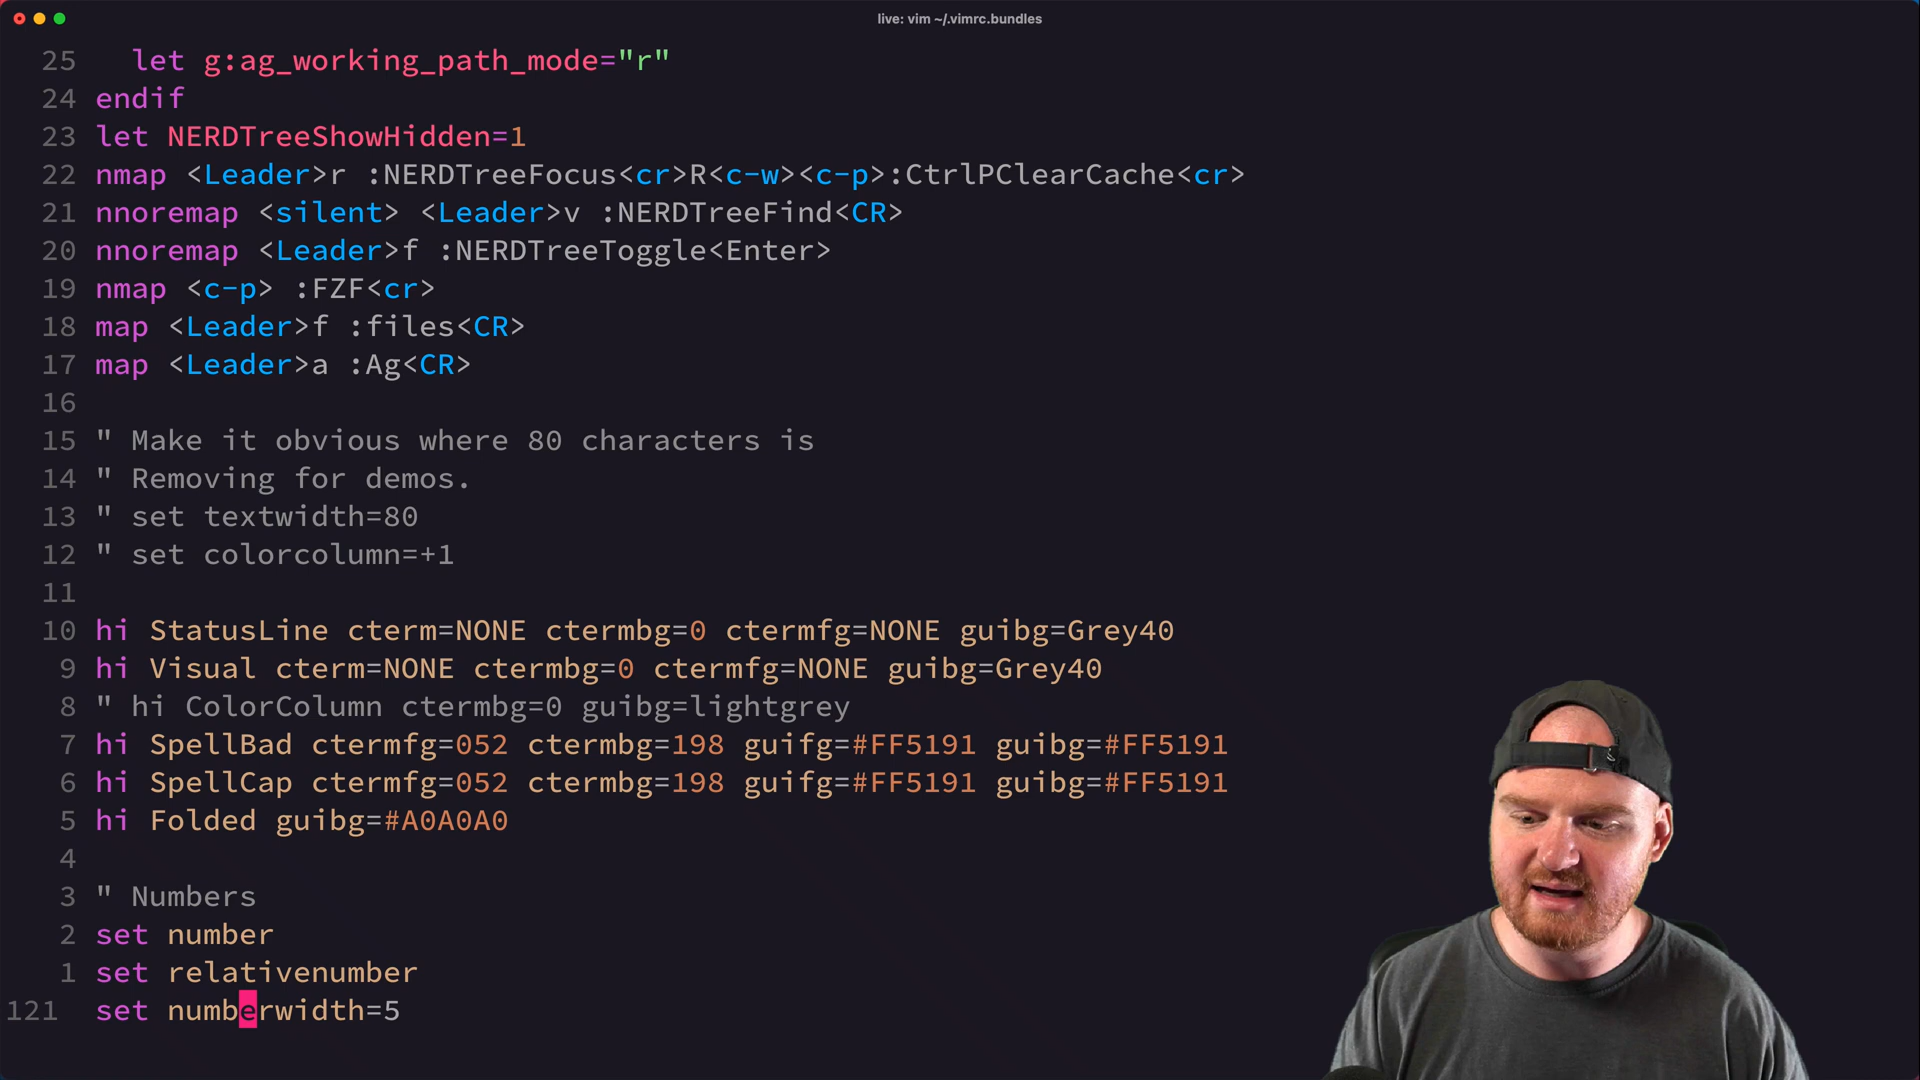 live: vim ~/.vimrc.bundles
25 let g:ag_working_path_mode="r"
24 endif
23 let NERDTreeShowHidden=1
22 nmap <Leader>r :NERDTreeFocus<cr>R<c-w><c-p>:CtrlPClearCache<cr>
21 nnoremap <silent> <Leader>v :NERDTreeFind<CR>
20 nnoremap <Leader>f :NERDTreeToggle<Enter>
19 nmap <c-p> :FZF<cr>
18 map <Leader>f :files<CR>
17 map <Leader>a :Ag<CR>
16
15 " Make it obvious where 80 characters is
14 " Removing for demos.
13 " set textwidth=80
12 " set colorcolumn=+1
11
10 hi StatusLine cterm=NONE ctermbg=0 ctermfg=NONE guibg=Grey40
9 hi Visual cterm=NONE ctermbg=0 ctermfg=NONE guibg=Grey40
8 " hi ColorColumn ctermbg=0 guibg=lightgrey
7 hi SpellBad ctermfg=052 ctermbg=198 guifg=#FF5191 guibg=#FF5191
6 hi SpellCap ctermfg=052 ctermbg=198 guifg=#FF5191 guibg=#FF5191
5 hi Folded guibg=#A0A0A0
4
3 " Numbers
2 set number
1 set relativenumber
121 set numberwidth=5